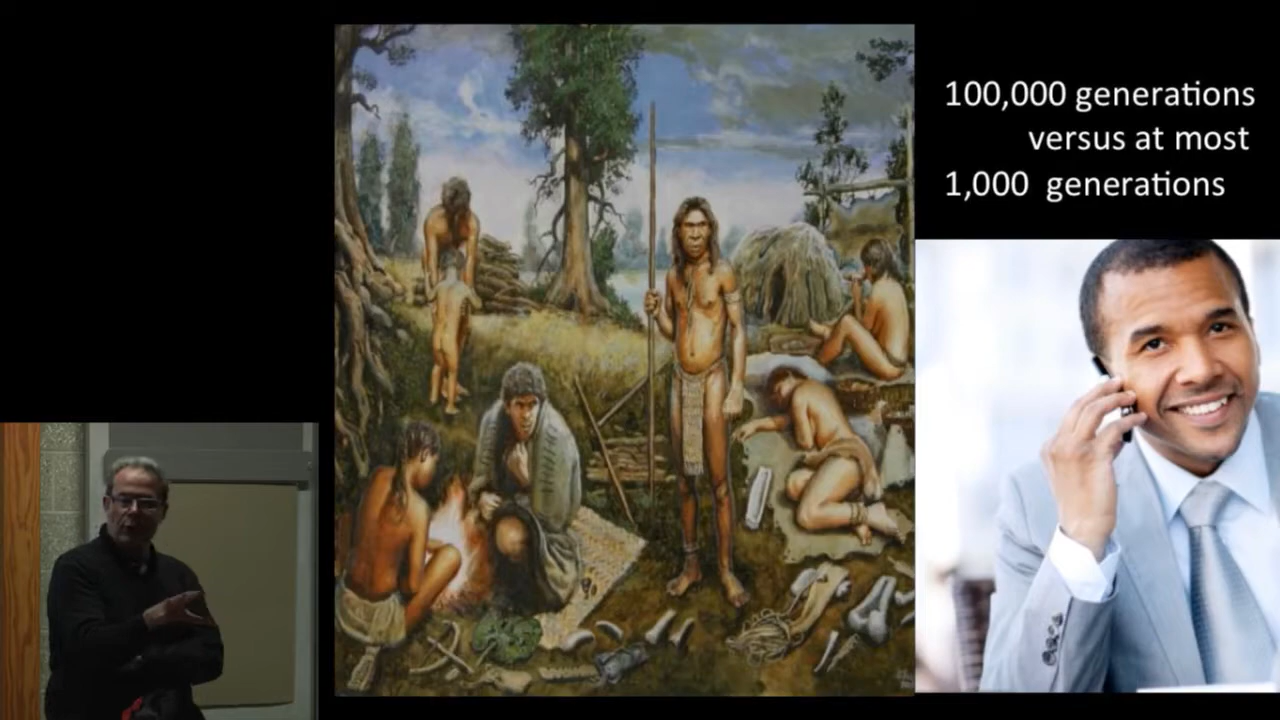 100,000 generations
versus at most
1,000 generations